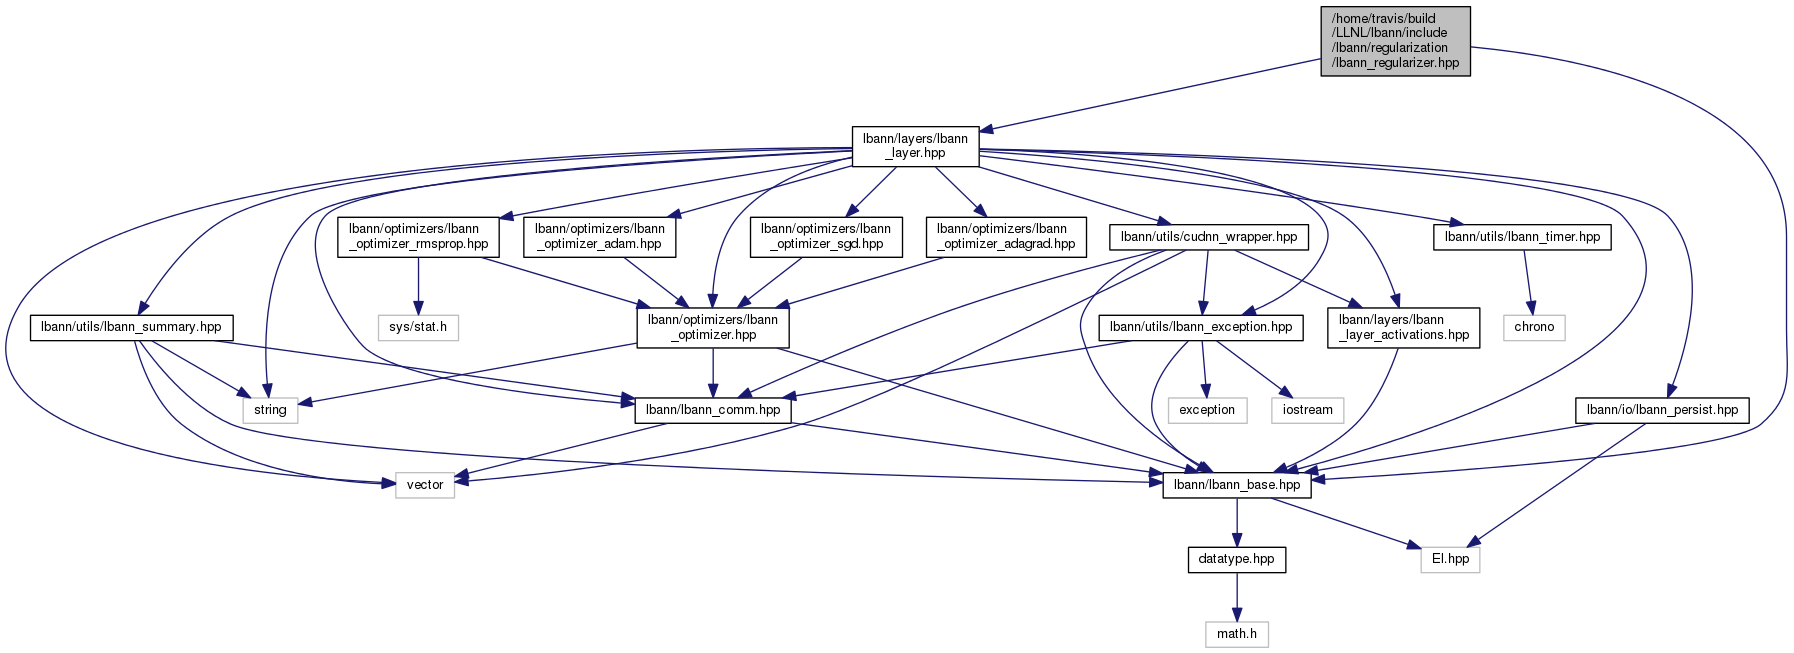 /home/travis/build
/LLNL/lbann/include
/lbann/regularization
/lbann_regularizer.hpp
lbann/layers/lbann
_layer.hpp
lbann/optimizers/lbann
_optimizer_rmsprop.hpp
lbann/optimizers/lbann
_optimizer_adam.hpp
lbann/optimizers/lbann
_optimizer_sgd.hpp
lbann/optimizers/lbann
_optimizer_adagrad.hpp
lbann/utils/cudnn_wrapper.hpp
lbann/utils/lbann_timer.hpp
lbann/utils/lbann_summary.hpp
sys/stat.h
lbann/optimizers/lbann
_optimizer.hpp
lbann/utils/lbann_exception.hpp
lbann/layers/lbann
_layer_activations.hpp
chrono
string
lbann/lbann_comm.hpp
exception
iostream
lbann/io/lbann_persist.hpp
vector
lbann/lbann_base.hpp
datatype.hpp
El.hpp
math.h